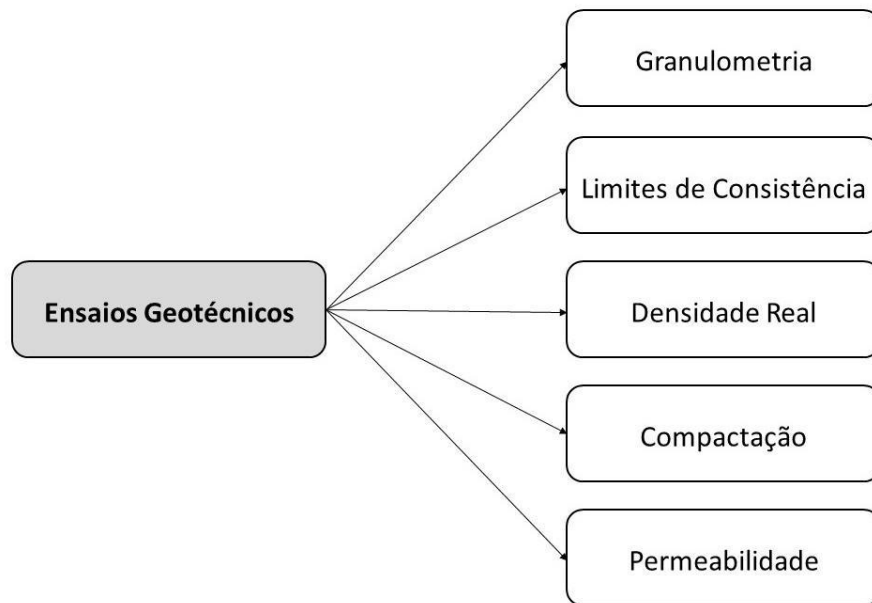 Granulometria
Limites de Consistência
Ensaios Geotécnicos
Densidade Real
Compactação
Permeabilidade